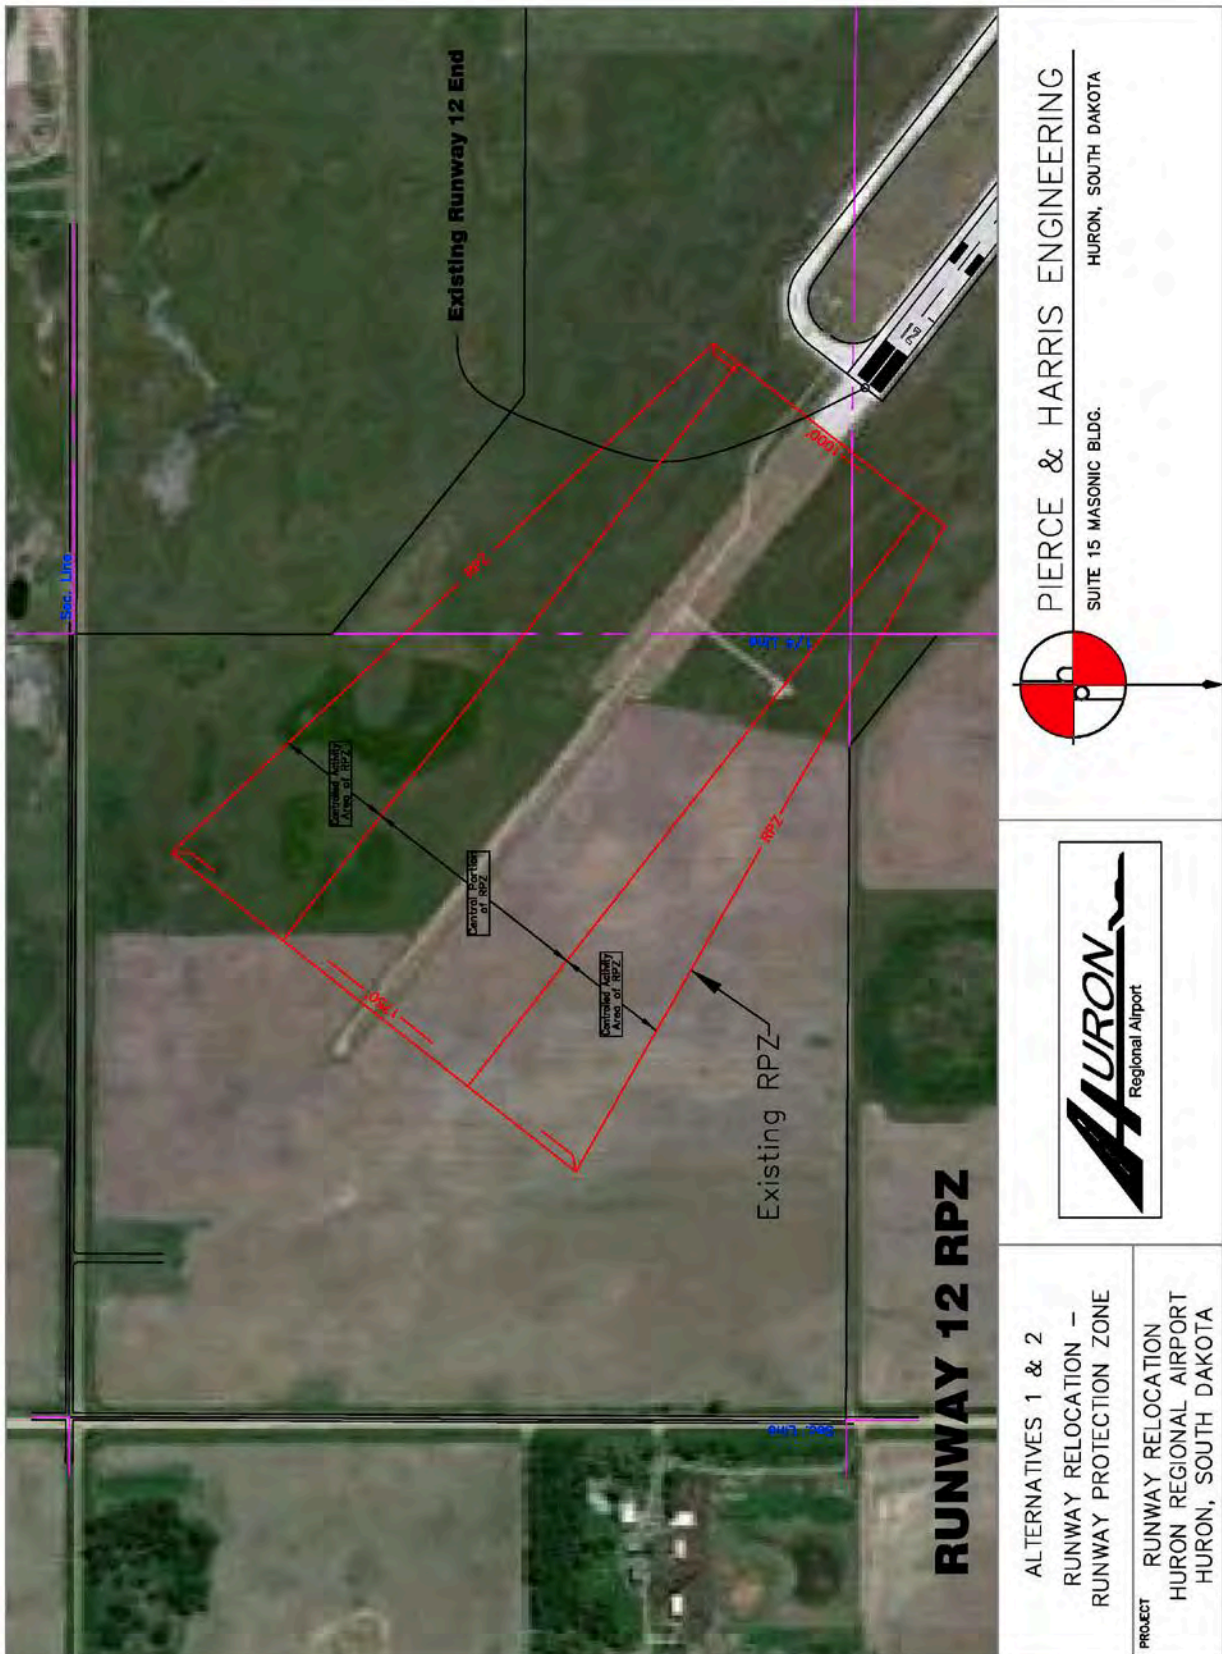 Existing Runway 12 End
Sec. Line
RPZ
1000'
1/4 Line
Controlled Activity
Area of RPZ
Central Portion
of RPZ
Controlled Activity
Area of RPZ
1750'
RPZ
Existing RPZ
12
Sec. Line
RUNWAY 12 RPZ
ALTERNATIVES 1 & 2
RUNWAY RELOCATION –
RUNWAY PROTECTION ZONE
PROJECT
RUNWAY RELOCATION
HURON REGIONAL AIRPORT
HURON, SOUTH DAKOTA
HURON
Regional Airport
PIERCE & HARRIS ENGINEERING
SUITE 15 MASONIC BLDG.
HURON, SOUTH DAKOTA